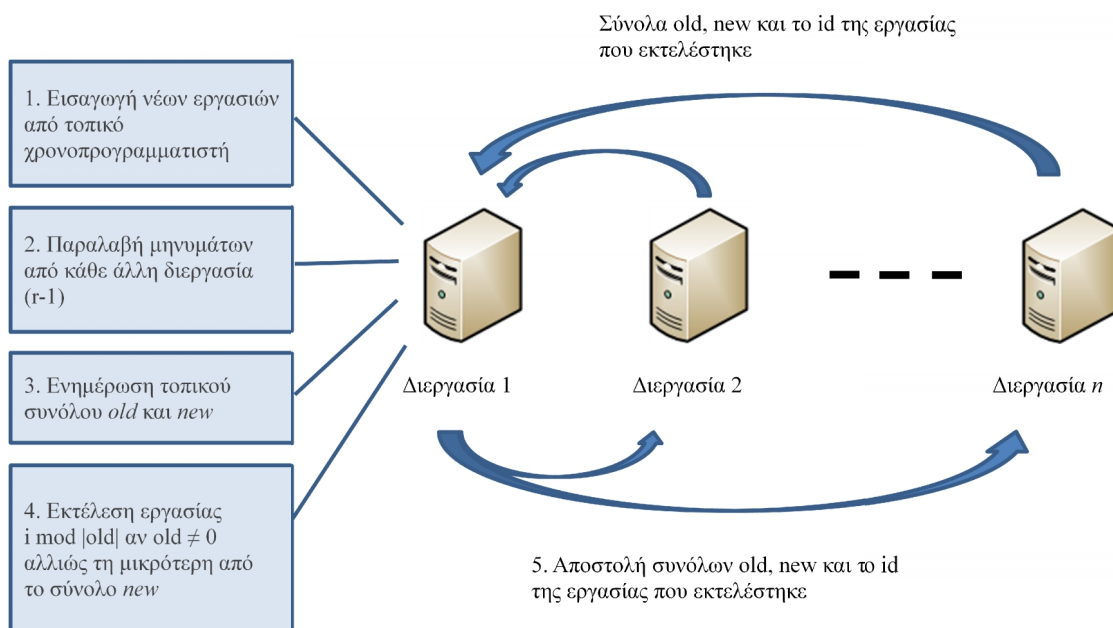 Σύνολα old, new και το id της εργασίας
που εκτελέστηκε
1. Εισαγωγή νέων εργασιών
από τοπικό
χρονοπρογραμματιστή
2. Παραλαβή μηνυμάτων
από κάθε άλλη διεργασία
(r-1)
3. Ενημέρωση τοπικού
συνόλου old και new
4. Εκτέλεση εργασίας
i mod |old| αν old ≠ 0
αλλιώς τη μικρότερη από
το σύνολο new
Διεργασία 1
Διεργασία 2
Διεργασία n
5. Αποστολή συνόλων old, new και το id
της εργασίας που εκτελέστηκε